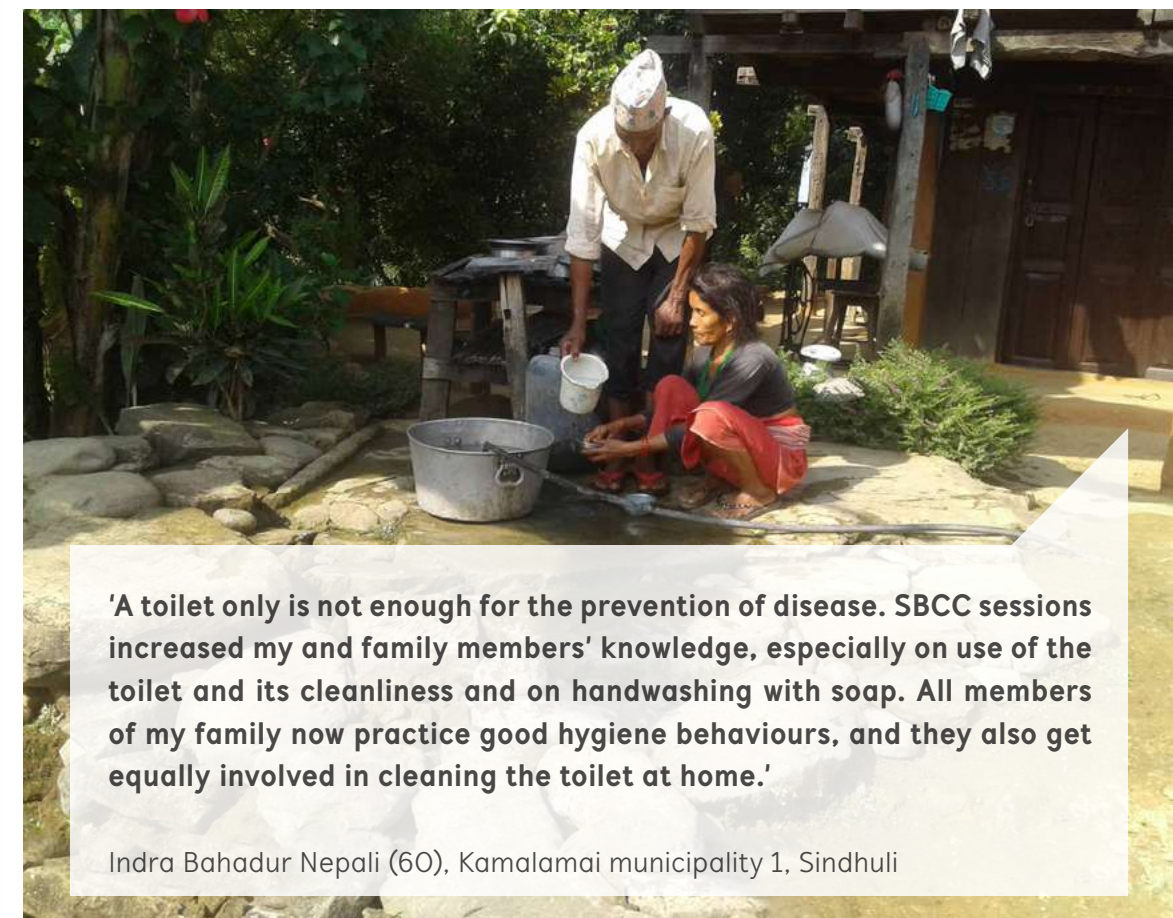 ‘A toilet only is not enough for the prevention of disease. SBCC sessions
increased my and family members’ knowledge, especially on use of the
toilet and its cleanliness and on handwashing with soap. All members
of my family now practice good hygiene behaviours, and they also get
equally involved in cleaning the toilet at home.’
Indra Bahadur Nepali (60), Kamalamai municipality 1, Sindhuli